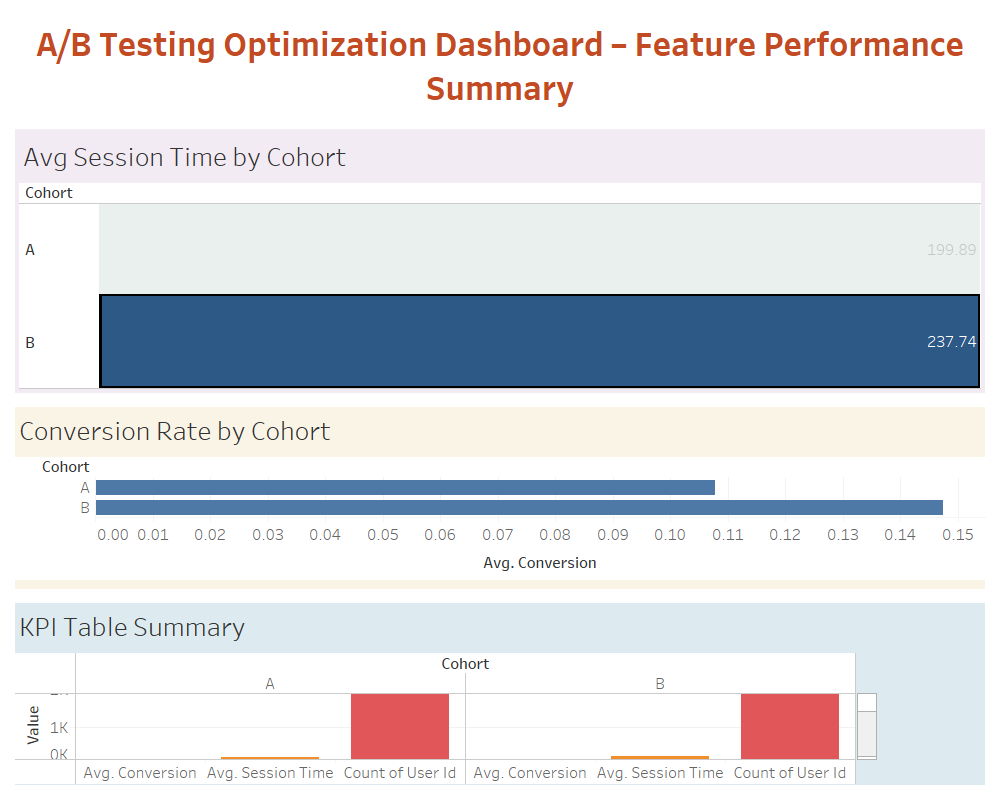 A/B Testing Optimization Dashboard – Feature Performance
Summary
Avg Session Time by Cohort
Cohort
A
199.89
B
237.74
Conversion Rate by Cohort
Cohort
A
B
0.00 0.01 0.02 0.03 0.04 0.05 0.06 0.07 0.08 0.09 0.10 0.11 0.12 0.13 0.14 0.15
Avg. Conversion
KPI Table Summary
Cohort
A B
Value
1K
0K
Avg. Conversion Avg. Session Time Count of User Id Avg. Conversion Avg. Session Time Count of User Id